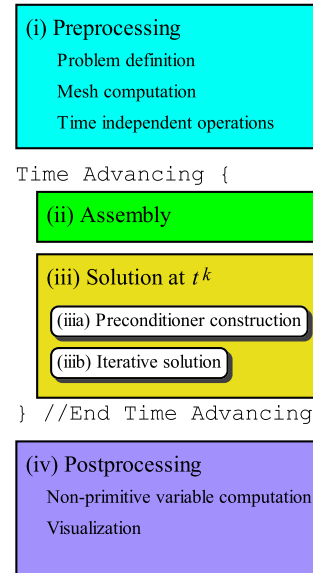 (i) Preprocessing
Problem definition
Mesh computation
Time independent operations
Time Advancing {
(ii) Assembly
(iii) Solution at t^k
(iiia) Preconditioner construction
(iiib) Iterative solution
} //End Time Advancing
(iv) Postprocessing
Non-primitive variable computation
Visualization